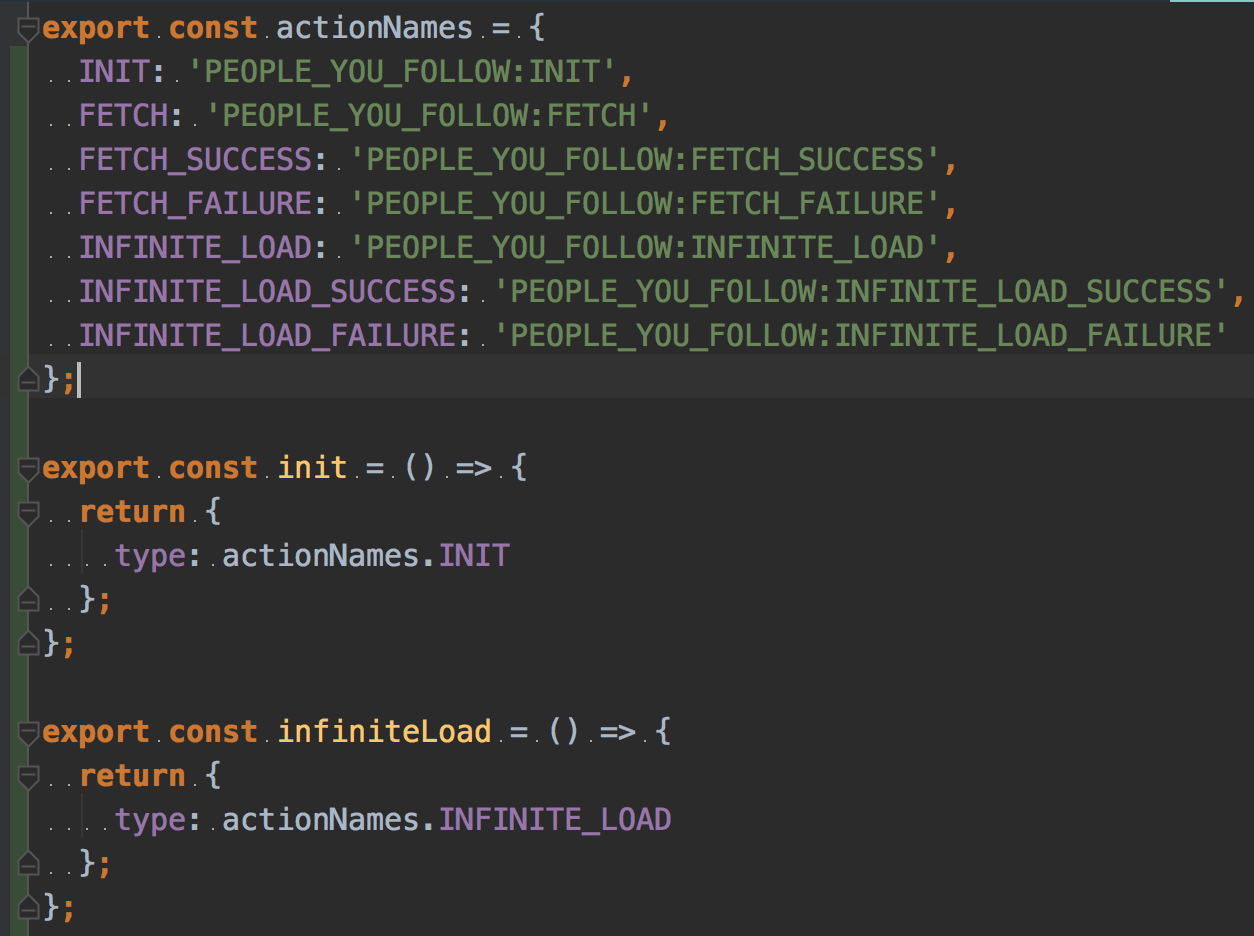 export const actionNames = {
  INIT: 'PEOPLE_YOU_FOLLOW:INIT',
  FETCH: 'PEOPLE_YOU_FOLLOW:FETCH',
  FETCH_SUCCESS: 'PEOPLE_YOU_FOLLOW:FETCH_SUCCESS',
  FETCH_FAILURE: 'PEOPLE_YOU_FOLLOW:FETCH_FAILURE',
  INFINITE_LOAD: 'PEOPLE_YOU_FOLLOW:INFINITE_LOAD',
  INFINITE_LOAD_SUCCESS: 'PEOPLE_YOU_FOLLOW:INFINITE_LOAD_SUCCESS',
  INFINITE_LOAD_FAILURE: 'PEOPLE_YOU_FOLLOW:INFINITE_LOAD_FAILURE'
};

export const init = () => {
  return {
    type: actionNames.INIT
  };
};

export const infiniteLoad = () => {
  return {
    type: actionNames.INFINITE_LOAD
  };
};